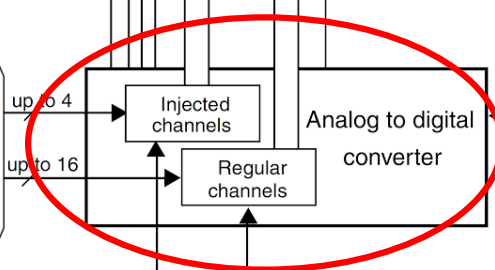 up to 4
Injected
channels
Analog to digital
converter
up to 16
Regular
channels